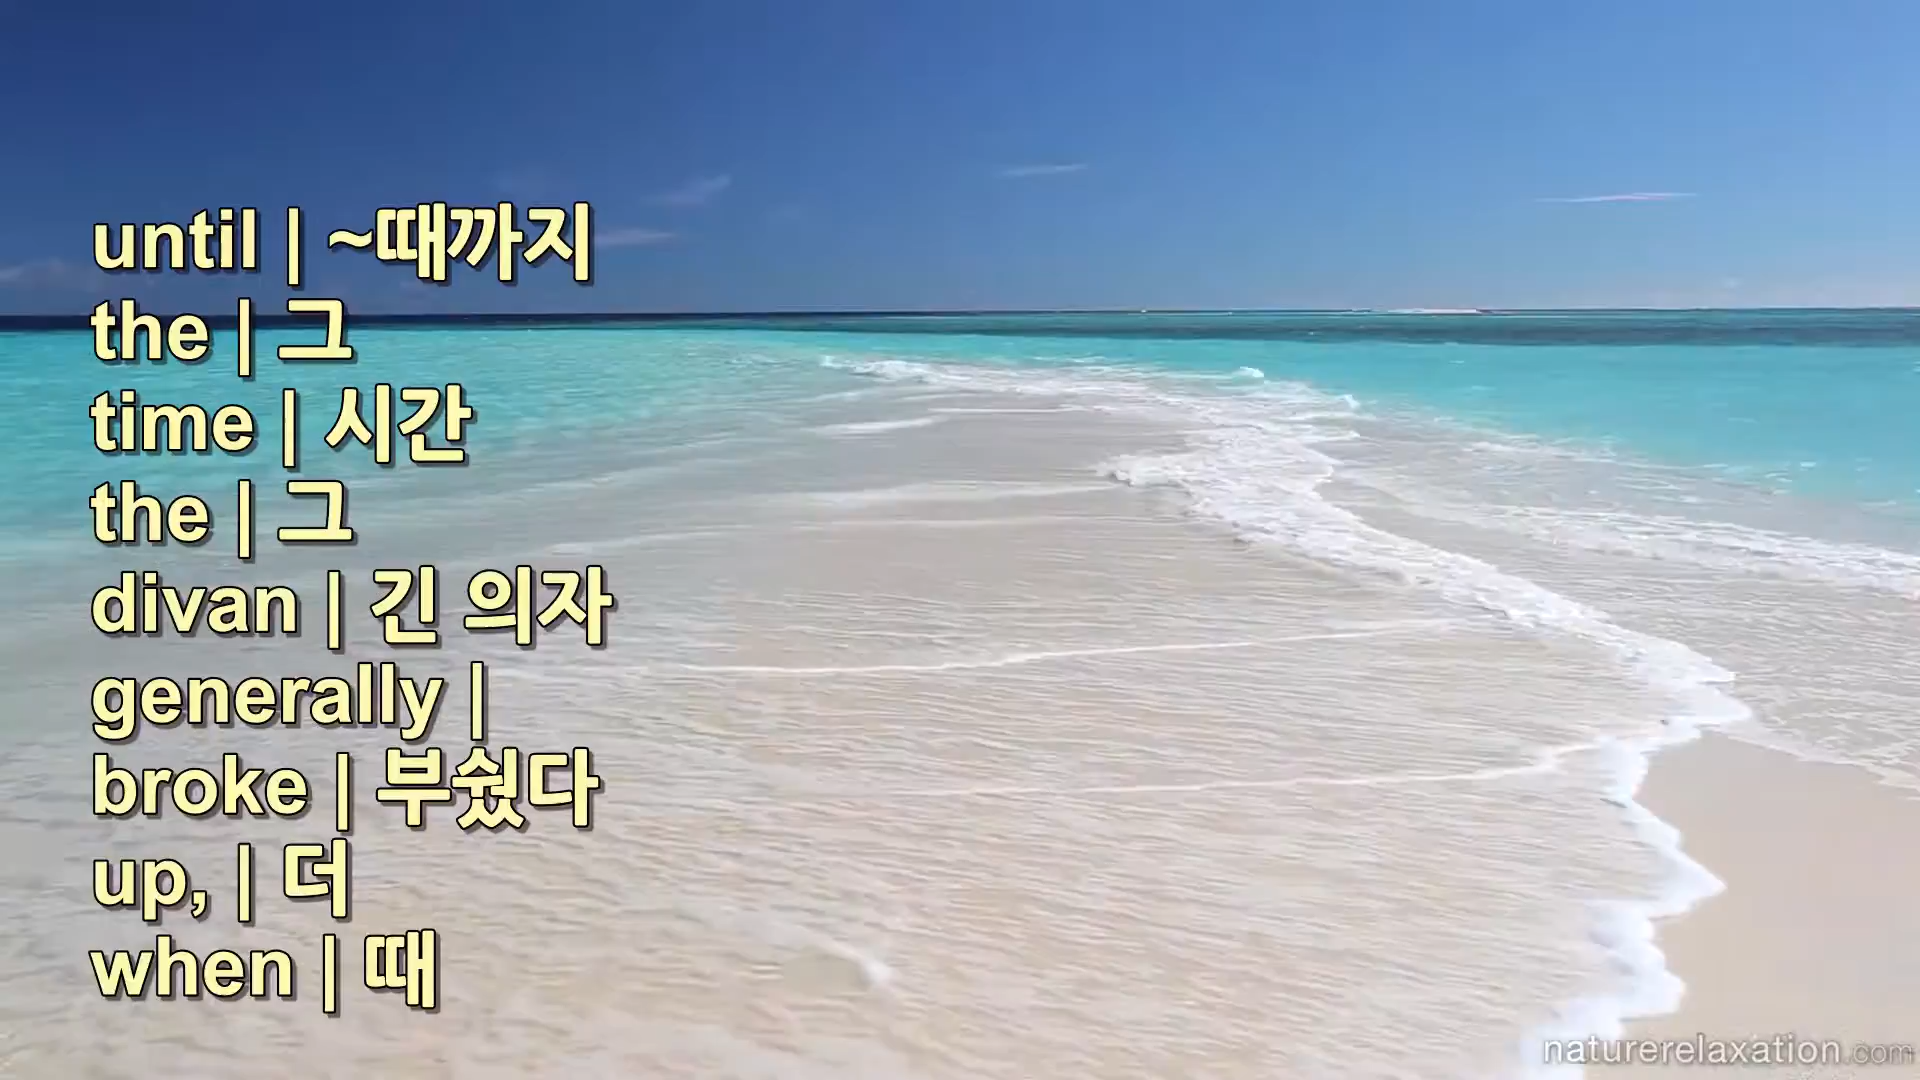 until | ~때까지
the | 그
time | 시간
the | 그
divan | 긴 의자
generally |
broke | 부쉈다
up, | 더
when | 때
naturerelaxation.com